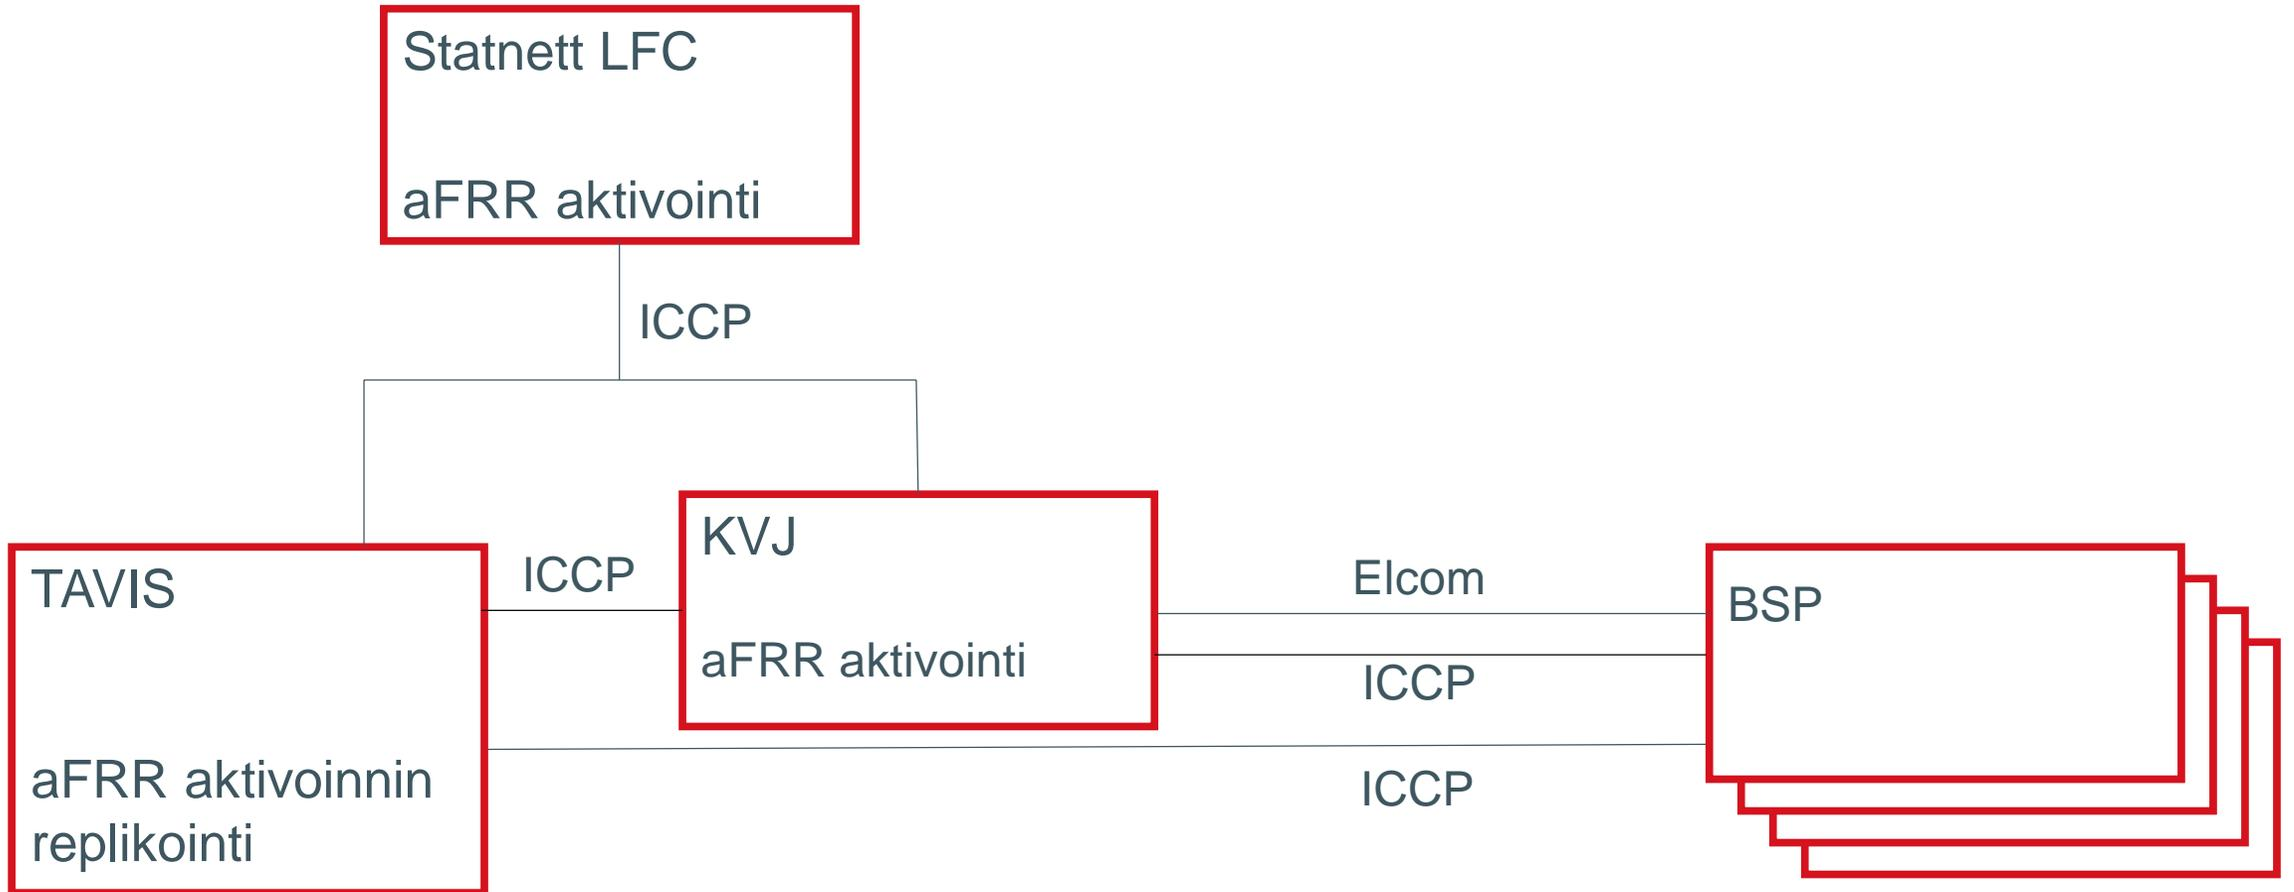 Statnett LFC
aFRR aktivointi
ICCP
TAVIS
aFRR aktivoinnin
replikointi
ICCP
KVJ
aFRR aktivointi
Elcom
ICCP
ICCP
BSP